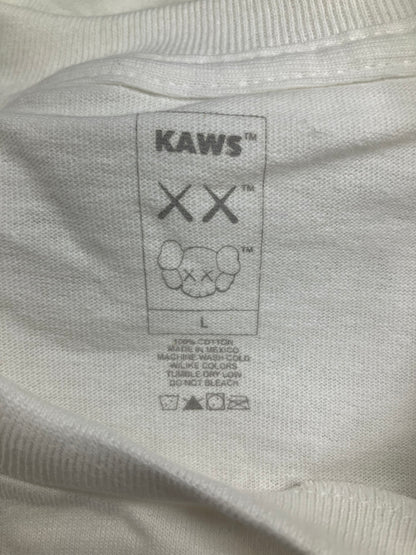 KAWS™
XX™
™
L
100% COTTON
MADE IN MEXICO
MACHINE WASH COLD
W/LIKE COLORS
TUMBLE DRY LOW
DO NOT BLEACH